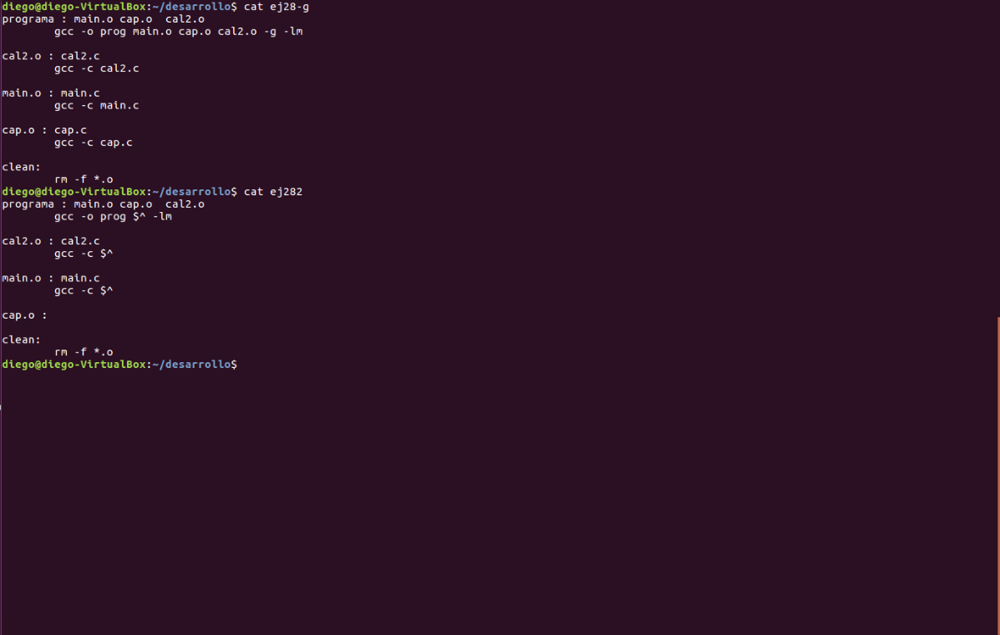 diego@diego-VirtualBox:~/desarrollo$ cat ej28-g
programa : main.o cap.o  cal2.o
        gcc -o prog main.o cap.o cal2.o -g -lm

cal2.o : cal2.c
        gcc -c cal2.c

main.o : main.c
        gcc -c main.c

cap.o : cap.c
        gcc -c cap.c

clean:
        rm -f *.o
diego@diego-VirtualBox:~/desarrollo$ cat ej282
programa : main.o cap.o  cal2.o
        gcc -o prog $^ -lm

cal2.o : cal2.c
        gcc -c $^

main.o : main.c
        gcc -c $^

cap.o :

clean:
        rm -f *.o
diego@diego-VirtualBox:~/desarrollo$